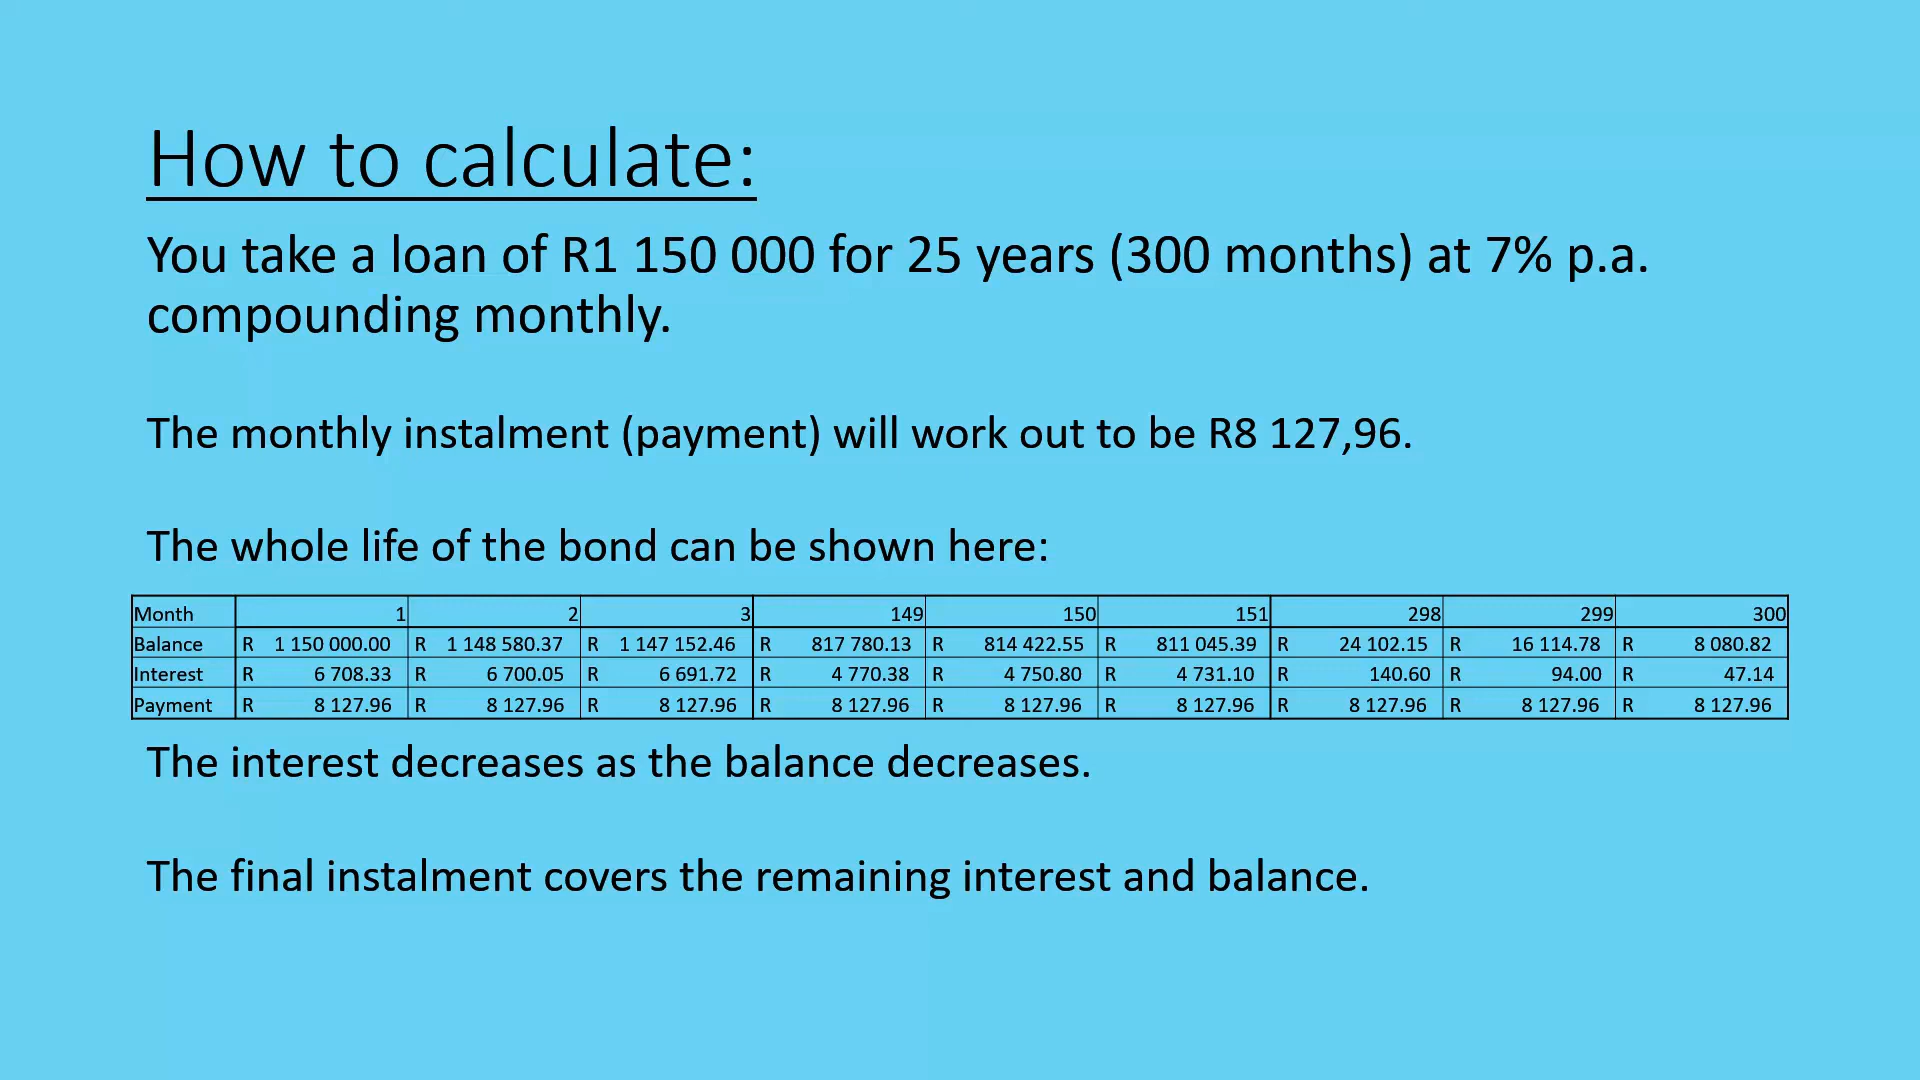 How to calculate:
You take a loan of R1 150 000 for 25 years (300 months) at 7% p.a.
compounding monthly.
The monthly instalment (payment) will work out to be R8 127,96.
The whole life of the bond can be shown here:
Month 1 2 3 149 150 151 298 299 300
Balance R 1 150 000.00 R 1 148 580.37 R 1 147 152.46 R 817 780.13 R 814 422.55 R 811 045.39 R 24 102.15 R 16 114.78 R 8 080.82
Interest R 6 708.33 R 6 700.05 R 6 691.72 R 4 770.38 R 4 750.80 R 4 731.10 R 140.60 R 94.00 R 47.14
Payment R 8 127.96 R 8 127.96 R 8 127.96 R 8 127.96 R 8 127.96 R 8 127.96 R 8 127.96 R 8 127.96 R 8 127.96
The interest decreases as the balance decreases.
The final instalment covers the remaining interest and balance.